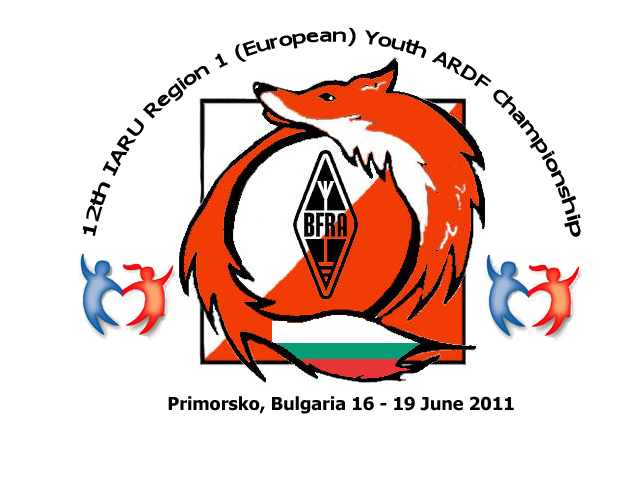 12th IARU Region 1 (European) Youth ARDF Championship
BFRA
Primorsko, Bulgaria 16 - 19 June 2011